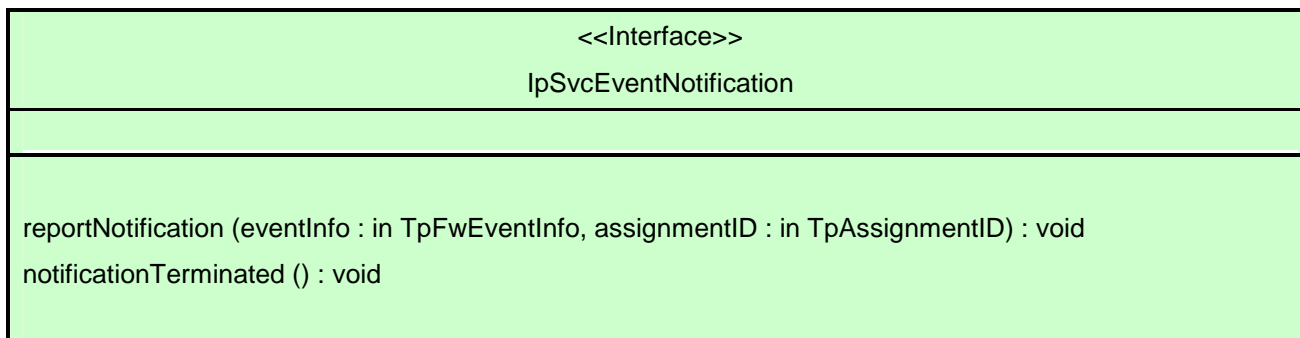 <<Interface>>
IpSvcEventNotification
reportNotification (eventInfo : in TpFwEventInfo, assignmentID : in TpAssignmentID) : void
notificationTerminated () : void